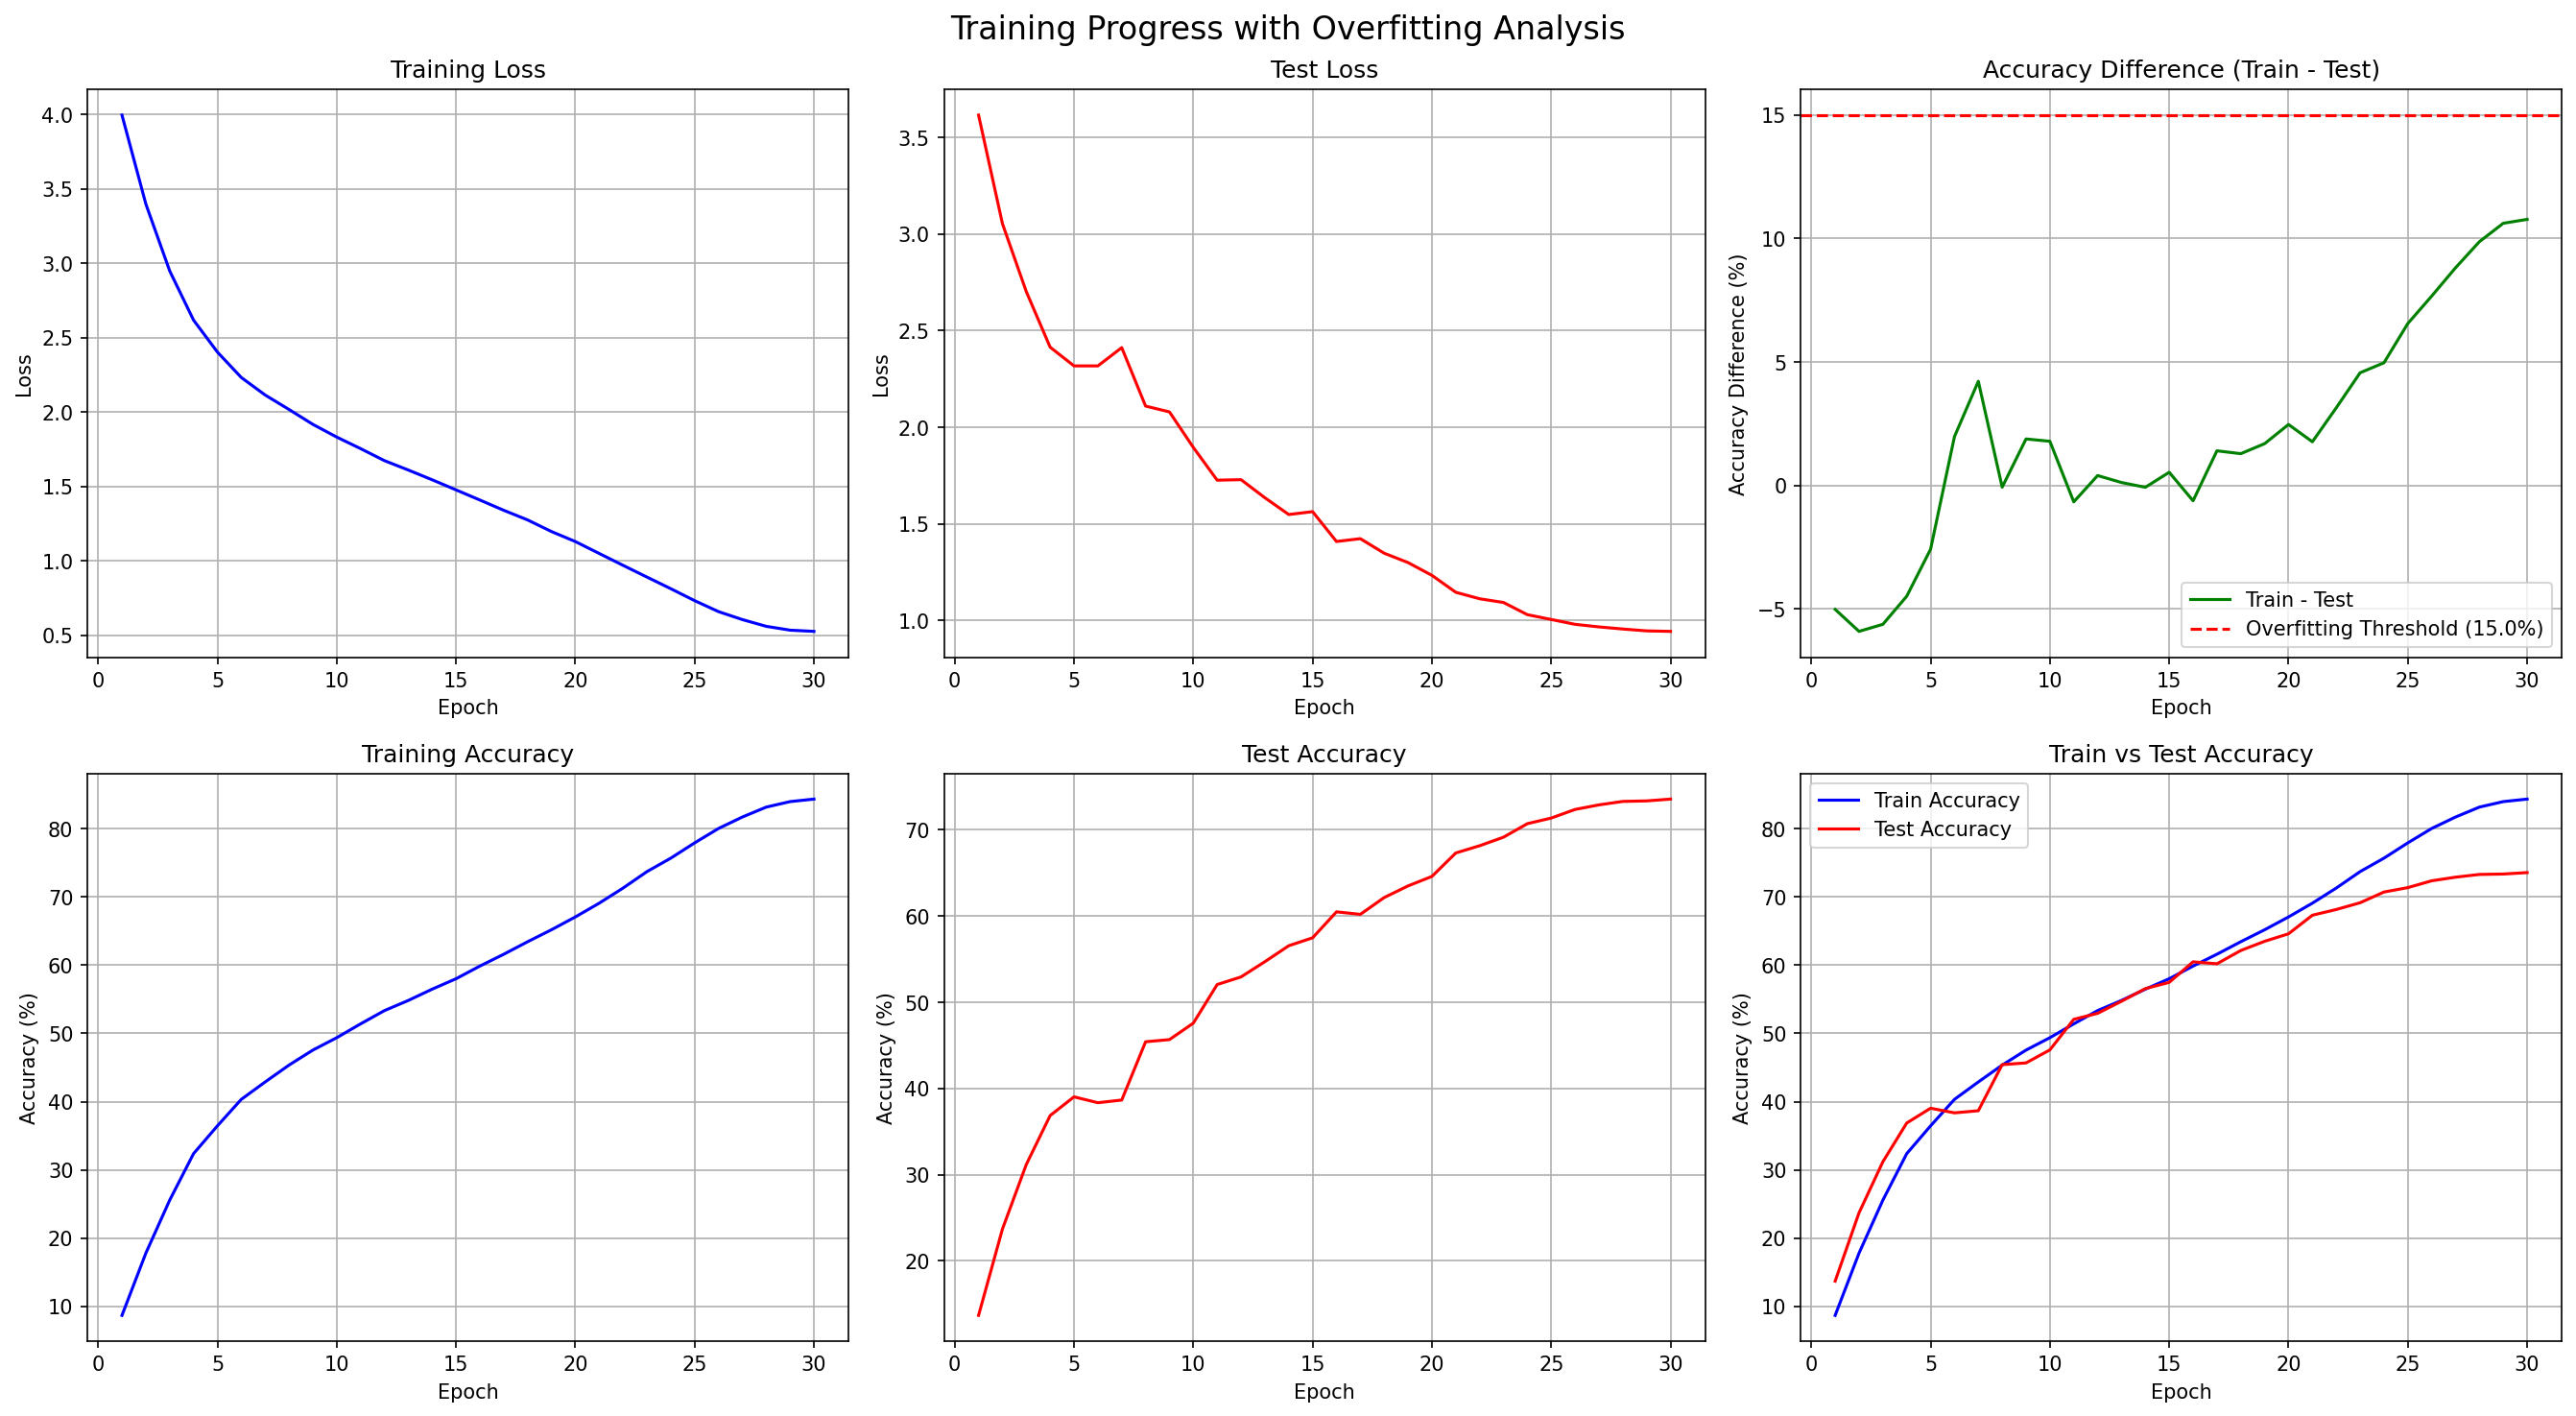 Training Progress with Overfitting Analysis
Training Loss
4.0
3.5
3.0
2.5
2.0
1.5
1.0
0.5
Loss
0 5 10 15 20 25 30
Epoch
Test Loss
3.5
3.0
2.5
2.0
1.5
1.0
Loss
0 5 10 15 20 25 30
Epoch
Accuracy Difference (Train - Test)
15
10
5
0
−5
Accuracy Difference (%)
Train - Test
Overfitting Threshold (15.0%)
0 5 10 15 20 25 30
Epoch
Training Accuracy
80
70
60
50
40
30
20
10
Accuracy (%)
0 5 10 15 20 25 30
Epoch
Test Accuracy
70
60
50
40
30
20
Accuracy (%)
0 5 10 15 20 25 30
Epoch
Train vs Test Accuracy
Train Accuracy
Test Accuracy
80
70
60
50
40
30
20
10
Accuracy (%)
0 5 10 15 20 25 30
Epoch